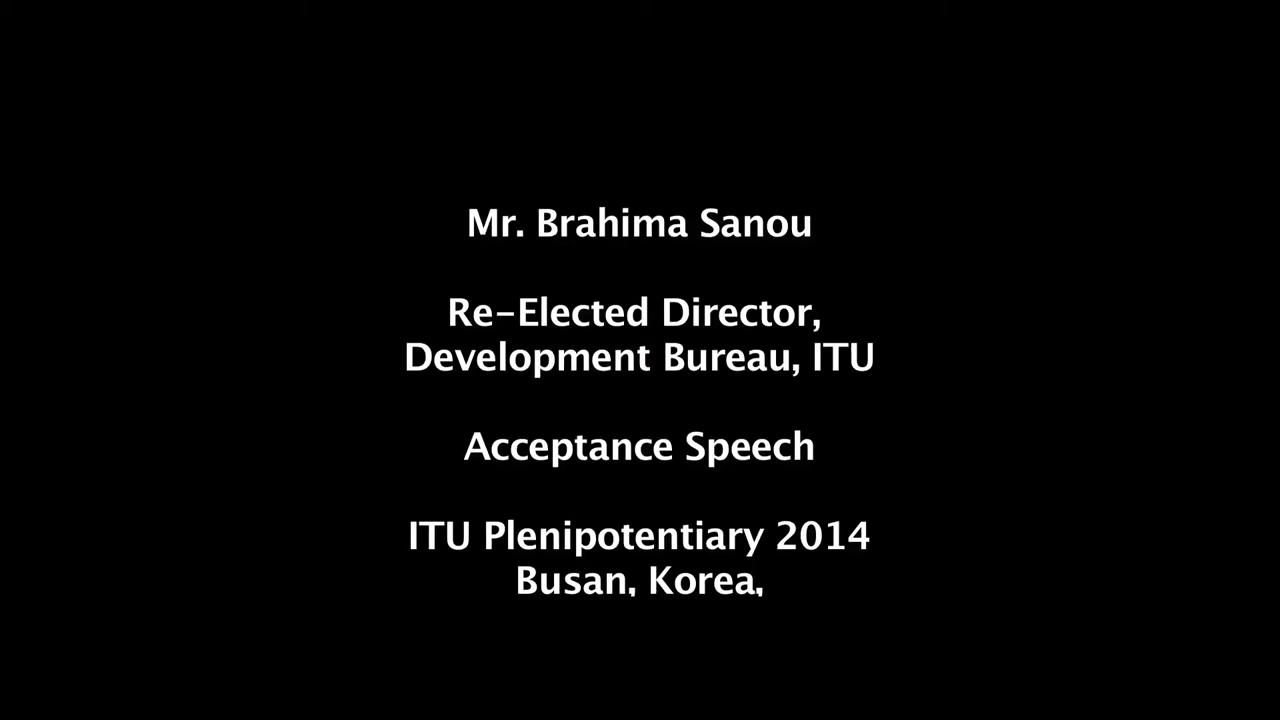 Mr. Brahima Sanou
Re-Elected Director,
Development Bureau, ITU
Acceptance Speech
ITU Plenipotentiary 2014
Busan, Korea,